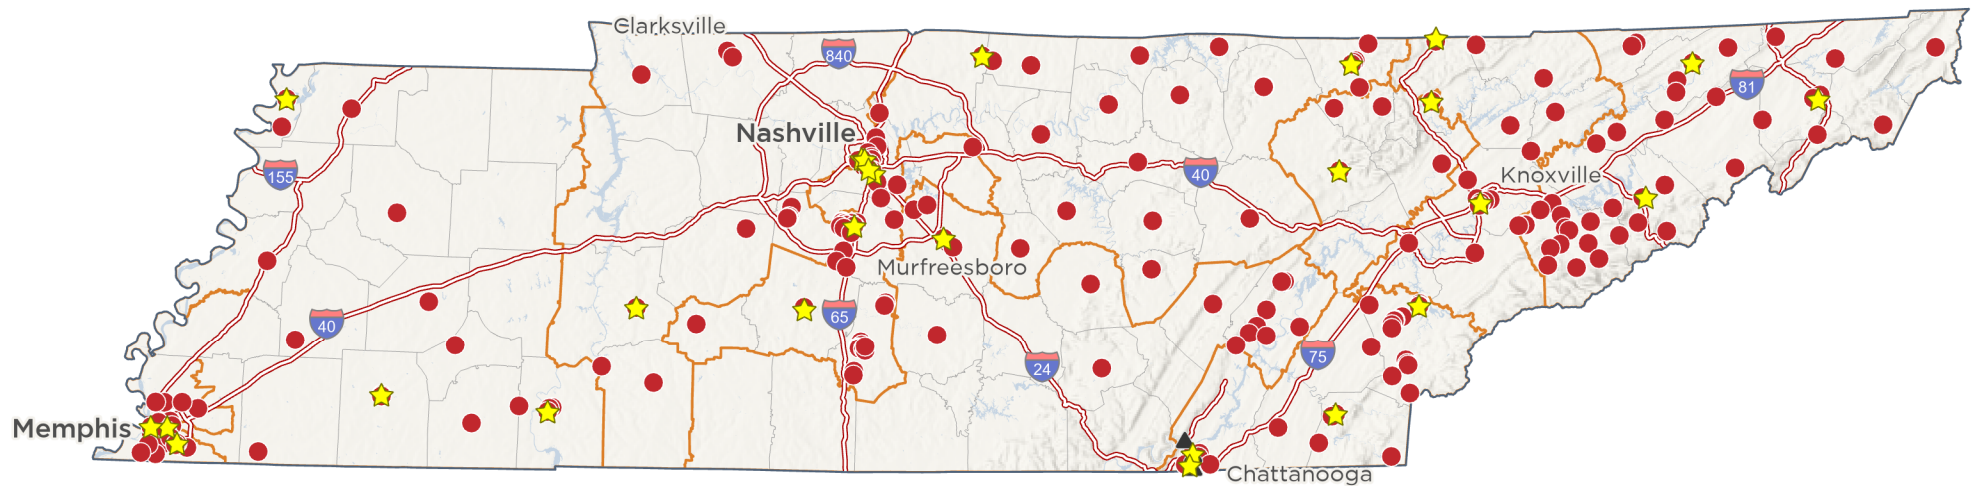 Clarksville
840
81
Nashville
155
40
Knoxville
Murfreesboro
40
65
24
75
Memphis
Chattanooga